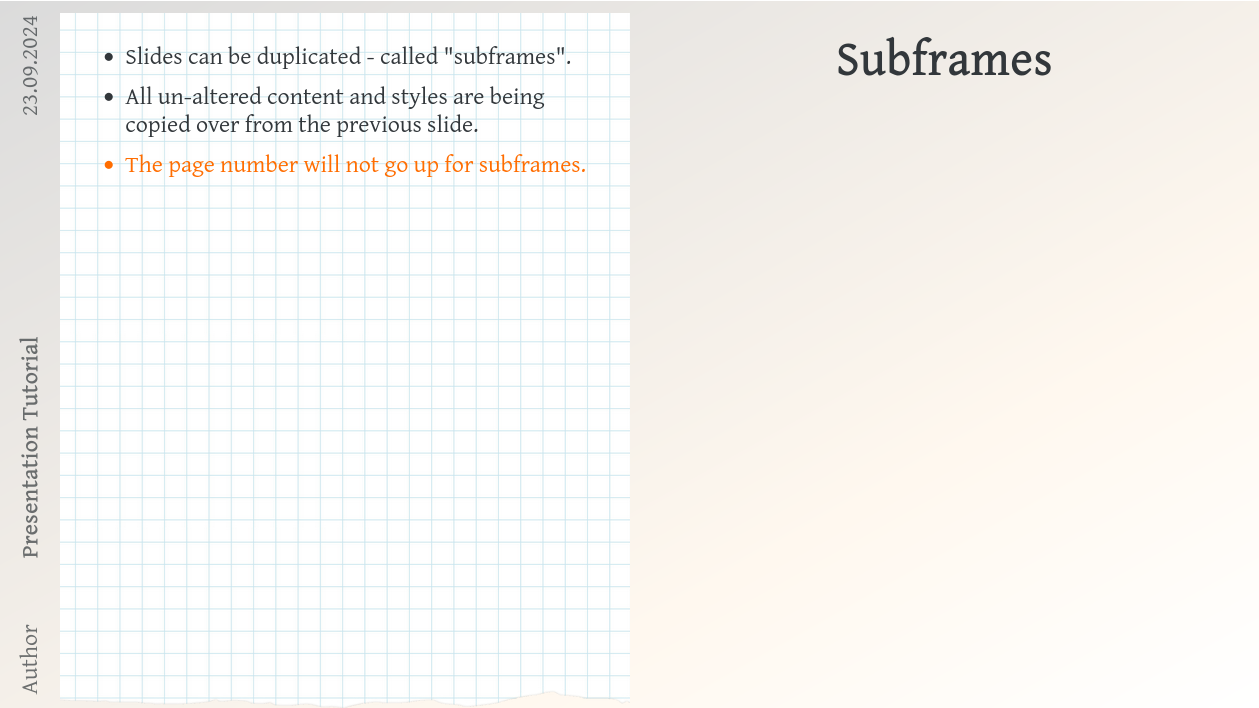 23.09.2024
Presentation Tutorial
Author
• Slides can be duplicated - called "subframes".
• All un-altered content and styles are being
copied over from the previous slide.
• The page number will not go up for subframes.
Subframes